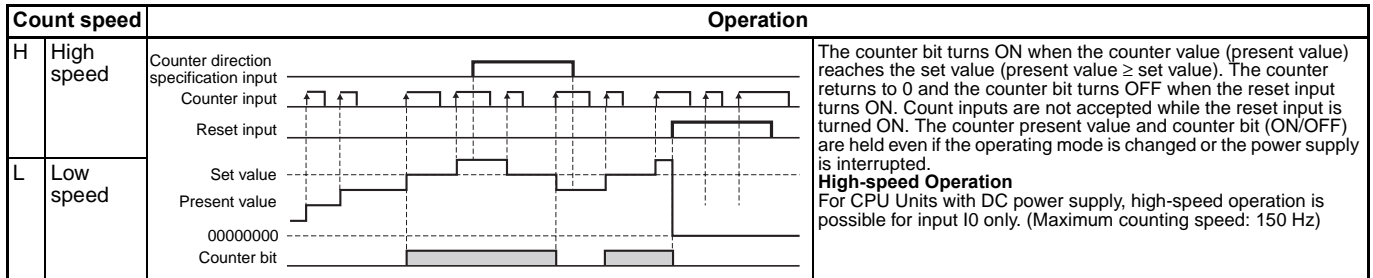 Count speed
Operation
H
High
speed
L
Low
speed
Counter direction
specification input
Counter input
Reset input
Set value
Present value
00000000
Counter bit
The counter bit turns ON when the counter value (present value)
reaches the set value (present value ≥ set value). The counter
returns to 0 and the counter bit turns OFF when the reset input
turns ON. Count inputs are not accepted while the reset input is
turned ON. The counter present value and counter bit (ON/OFF)
are held even if the operating mode is changed or the power supply
is interrupted.
High-speed Operation
For CPU Units with DC power supply, high-speed operation is
possible for input I0 only. (Maximum counting speed: 150 Hz)